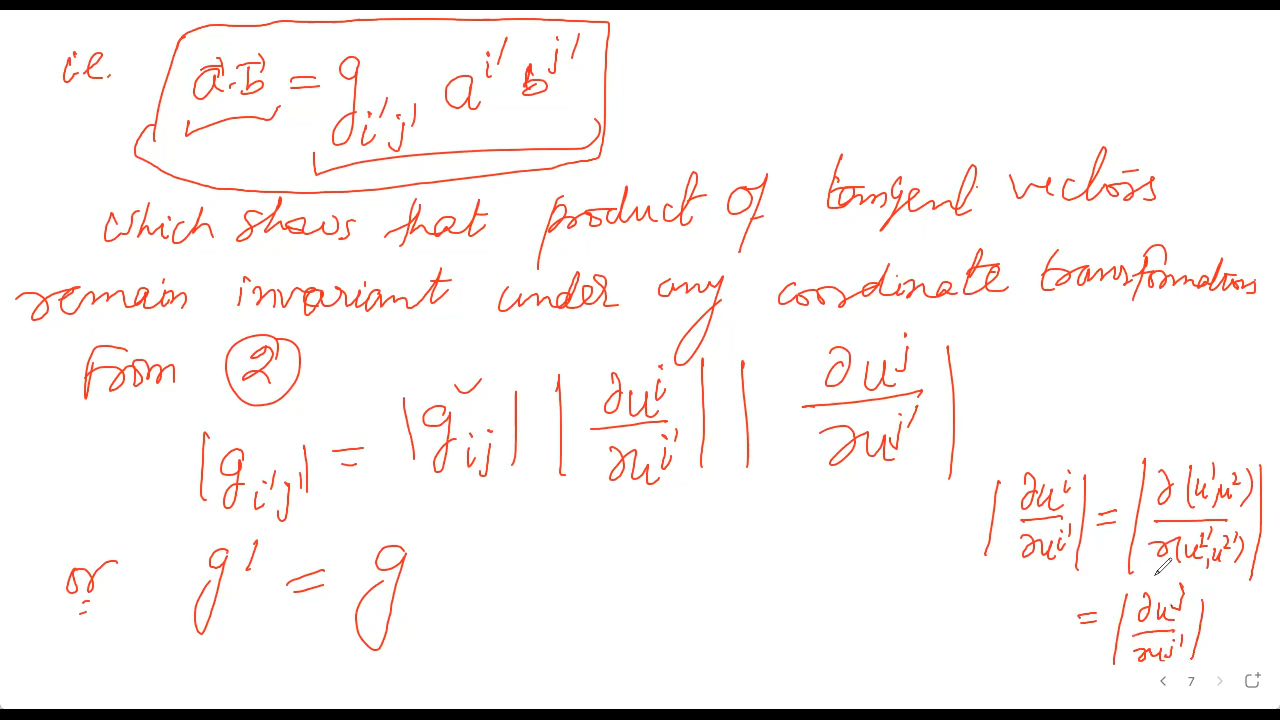 i.e. a⃗.b⃗ = g_{i'j'} a^{i'} b^{j'}
which shows that product of tangent vectors
remain invariant under any coordinate transformations
From ②
|g_{i'j'}| = |g_{ij}| |∂u^i/∂u^{i'}| |∂u^j/∂u^{j'}|
|∂u^i/∂u^{i'}| = |∂(u^1,u^2)/∂(u^{1'},u^{2'})|
or g' = g
= |∂u^j/∂u^{j'}|
< 7 >